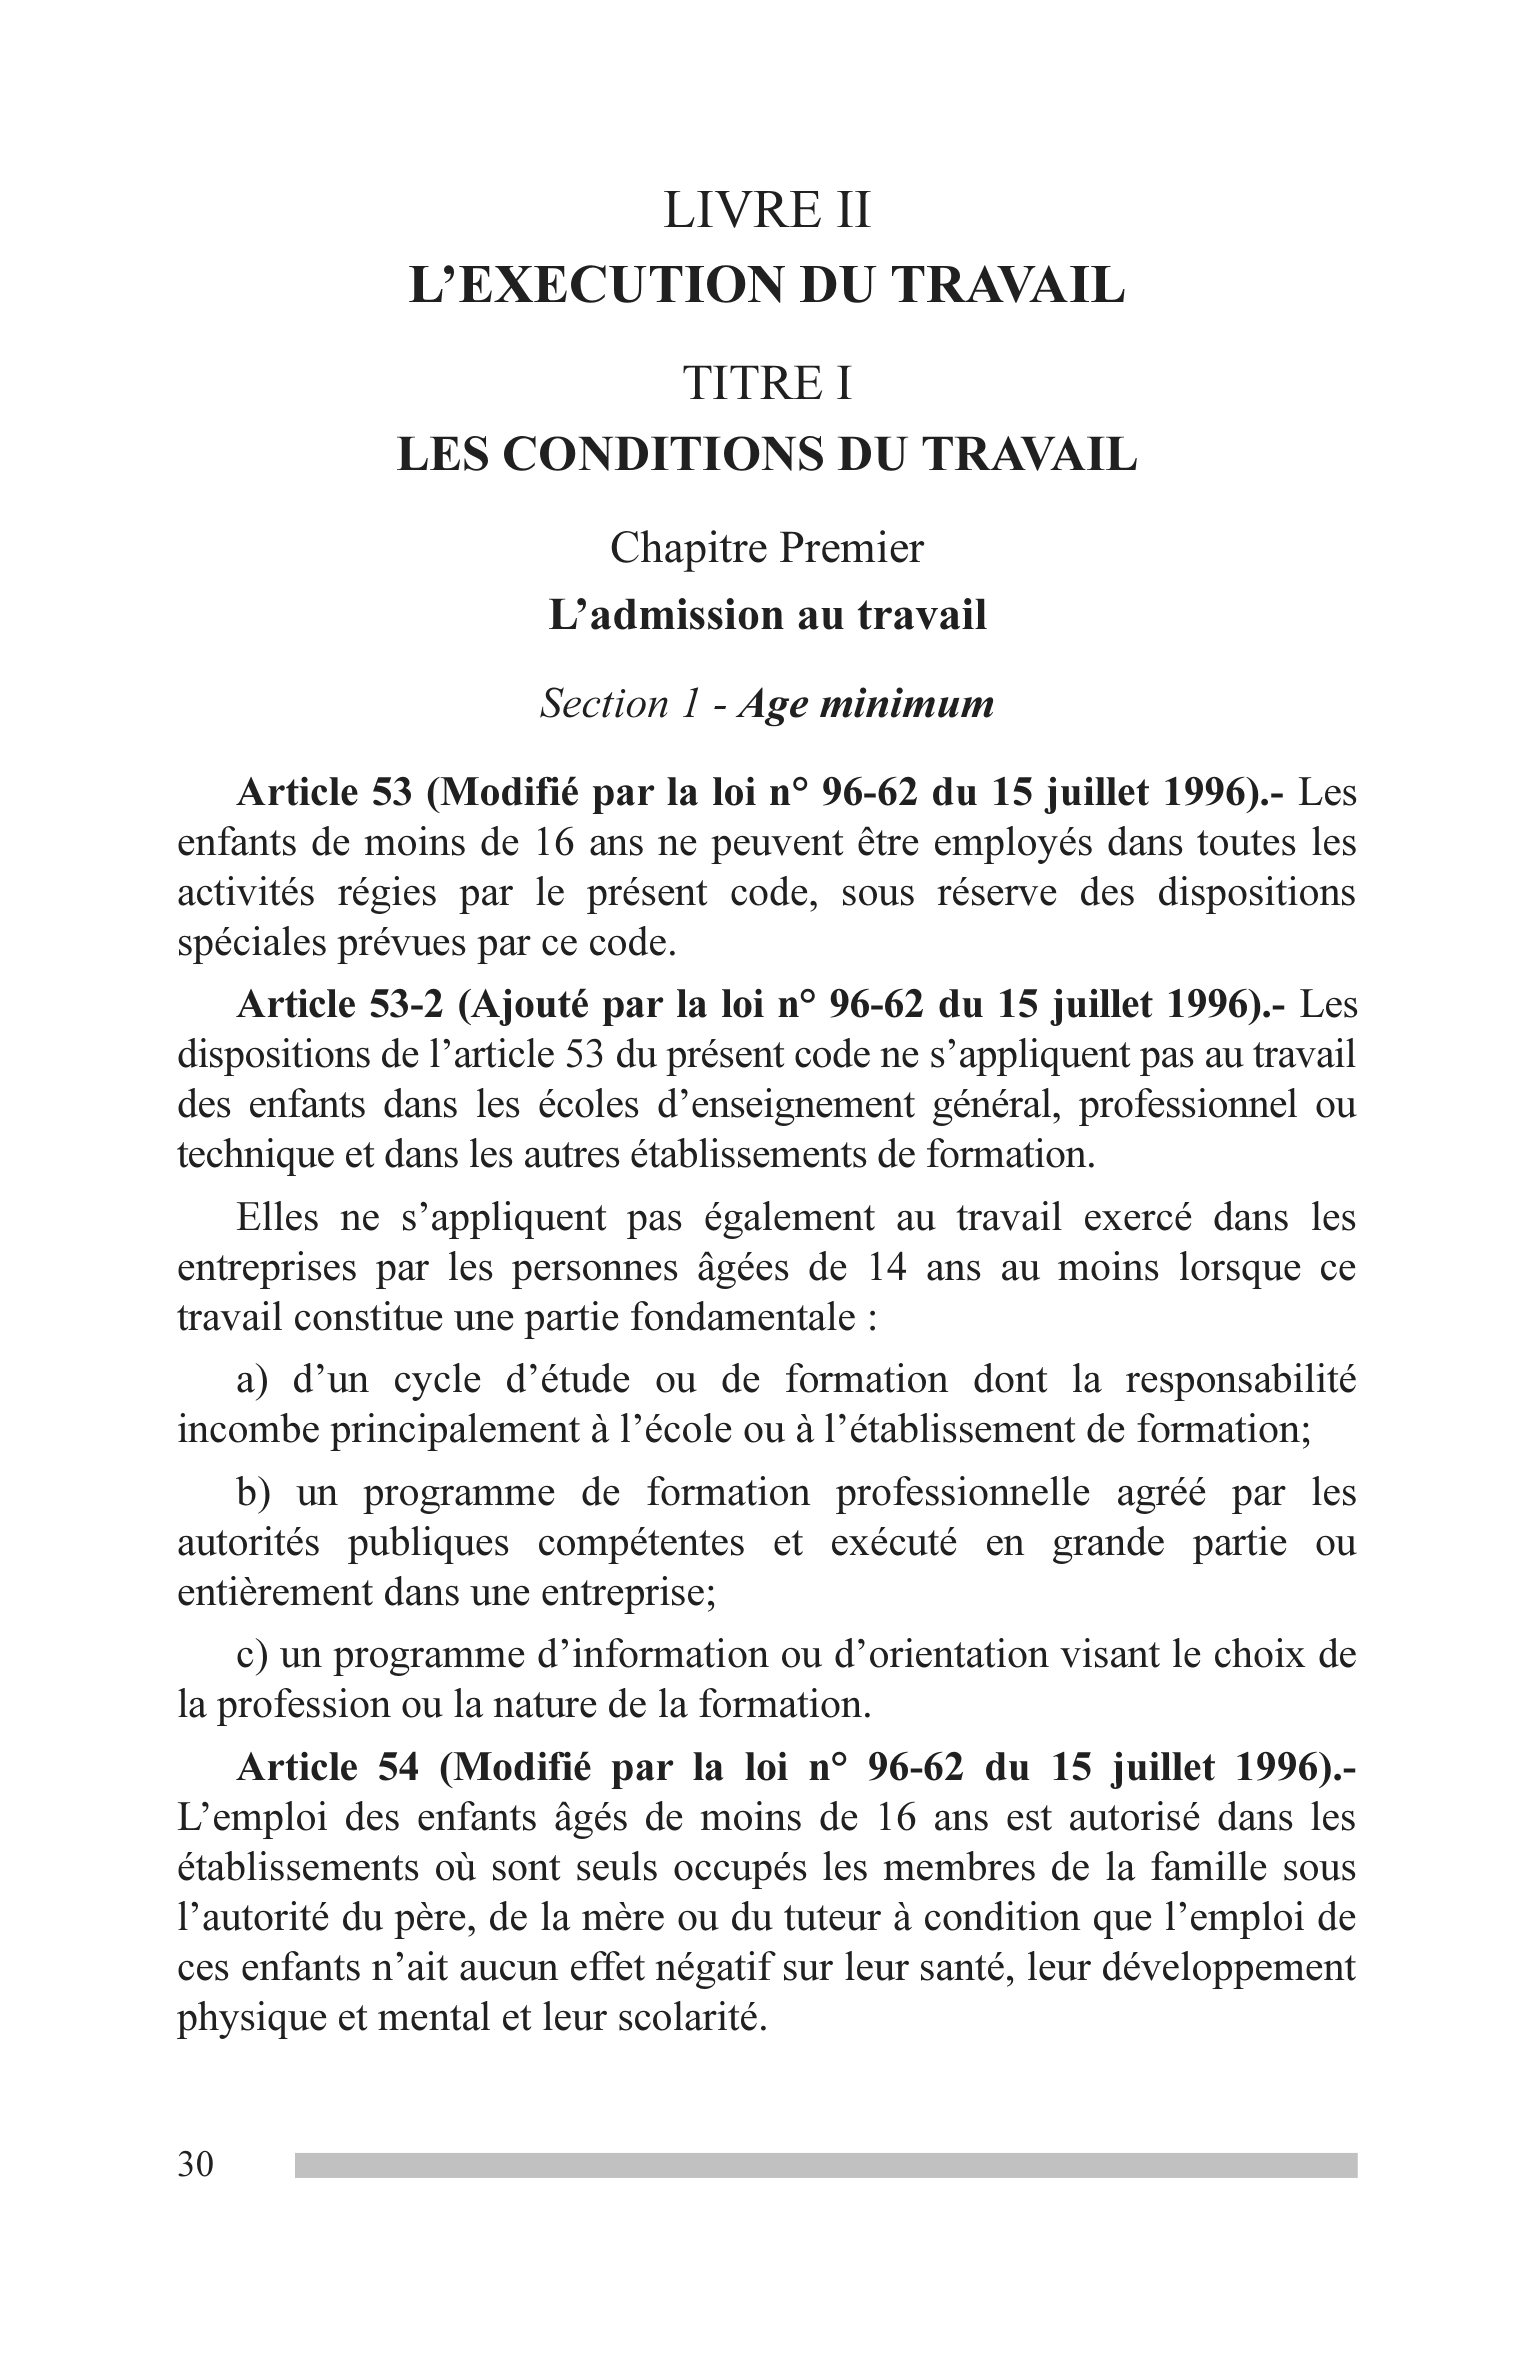 LIVRE II
L’EXECUTION DU TRAVAIL
TITRE I
LES CONDITIONS DU TRAVAIL
Chapitre Premier
L’admission au travail
Section 1 - Age minimum
Article 53 (Modifié par la loi n° 96-62 du 15 juillet 1996).- Les
enfants de moins de 16 ans ne peuvent être employés dans toutes les
activités régies par le présent code, sous réserve des dispositions
spéciales prévues par ce code.
Article 53-2 (Ajouté par la loi n° 96-62 du 15 juillet 1996).- Les
dispositions de l’article 53 du présent code ne s’appliquent pas au travail
des enfants dans les écoles d’enseignement général, professionnel ou
technique et dans les autres établissements de formation.
Elles ne s’appliquent pas également au travail exercé dans les
entreprises par les personnes âgées de 14 ans au moins lorsque ce
travail constitue une partie fondamentale :
a) d’un cycle d’étude ou de formation dont la responsabilité
incombe principalement à l’école ou à l’établissement de formation;
b) un programme de formation professionnelle agréé par les
autorités publiques compétentes et exécuté en grande partie ou
entièrement dans une entreprise;
c) un programme d’information ou d’orientation visant le choix de
la profession ou la nature de la formation.
Article 54 (Modifié par la loi n° 96-62 du 15 juillet 1996).-
L’emploi des enfants âgés de moins de 16 ans est autorisé dans les
établissements où sont seuls occupés les membres de la famille sous
l’autorité du père, de la mère ou du tuteur à condition que l’emploi de
ces enfants n’ait aucun effet négatif sur leur santé, leur développement
physique et mental et leur scolarité.
30